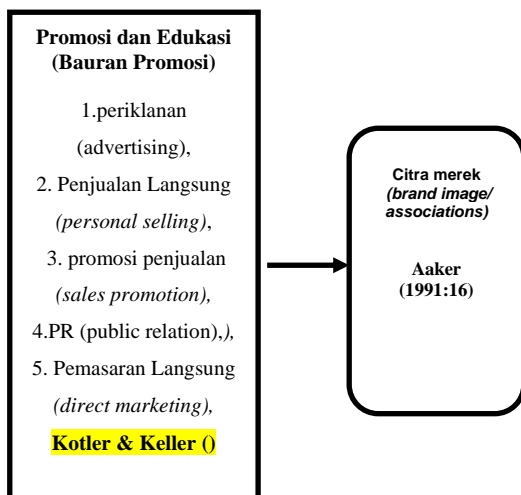 Promosi dan Edukasi
(Bauran Promosi)
1.periklanan
(advertising),
2. Penjualan Langsung
(personal selling),
3. promosi penjualan
(sales promotion),
4.PR (public relation),),
5. Pemasaran Langsung
(direct marketing),
Kotler & Keller ()
Citra merek
(brand image/
associations)
Aaker
(1991:16)